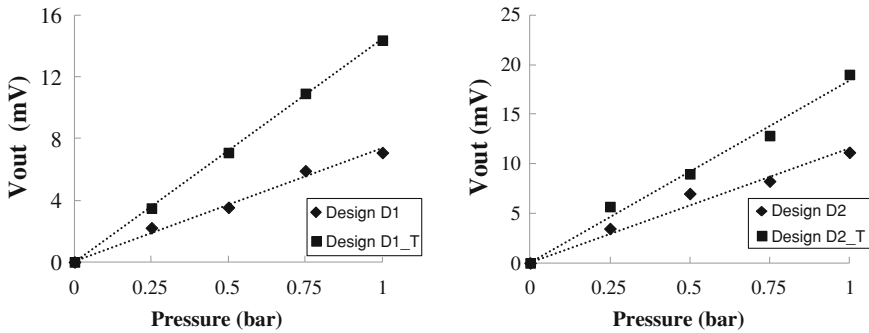 16
12
8
4
0
Vout (mV)
0 0.25 0.5 0.75 1
Pressure (bar)
Design D1
Design D1_T
25
20
15
10
5
0
Vout (mV)
0 0.25 0.5 0.75 1
Pressure (bar)
Design D2
Design D2_T